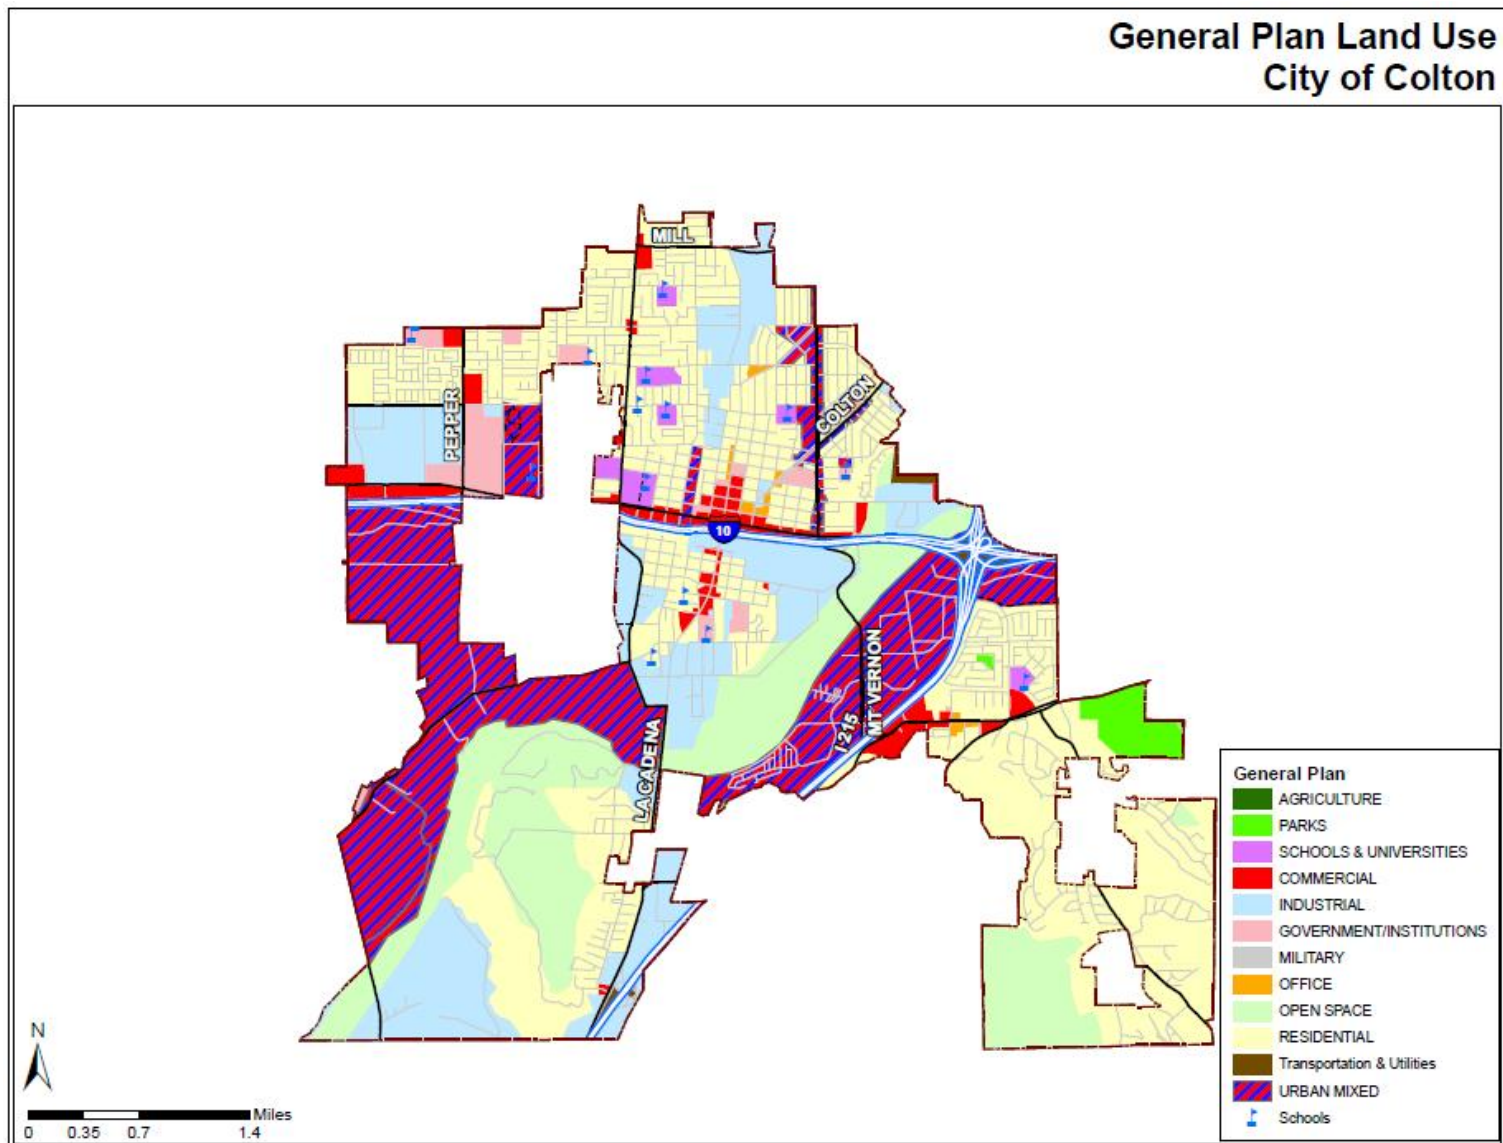 General Plan Land Use
City of Colton
MILL
PEPPER
COLTON
10
MT VERNON
I-215
LA CADENA
General Plan
AGRICULTURE
PARKS
SCHOOLS & UNIVERSITIES
COMMERCIAL
INDUSTRIAL
GOVERNMENT/INSTITUTIONS
MILITARY
OFFICE
OPEN SPACE
RESIDENTIAL
Transportation & Utilities
URBAN MIXED
Schools
N
Miles
0 0.35 0.7 1.4